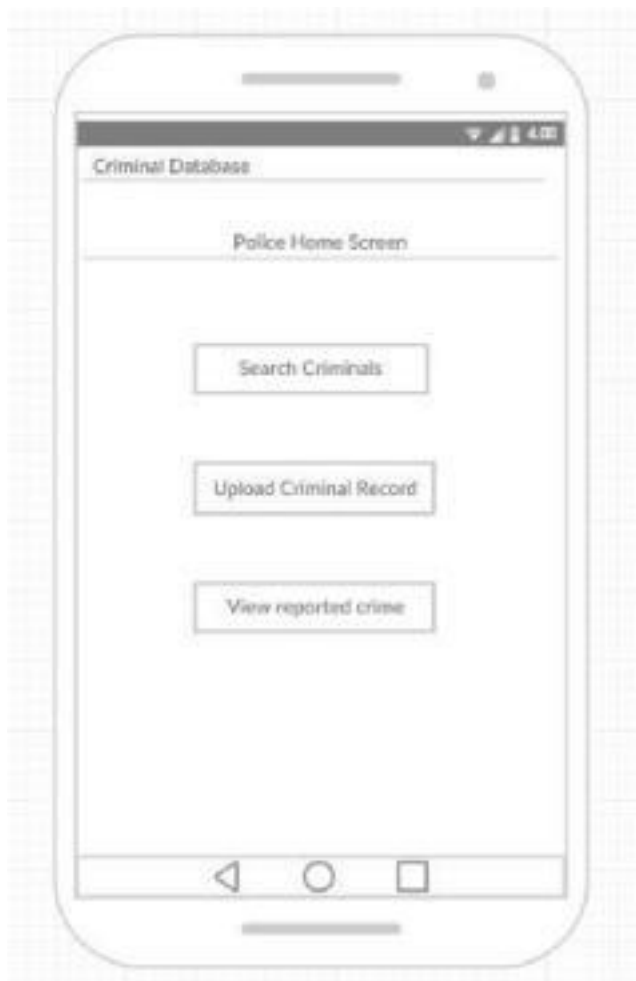 4:00
Criminal Database
Police Home Screen
Search Criminals
Upload Criminal Record
View reported crime